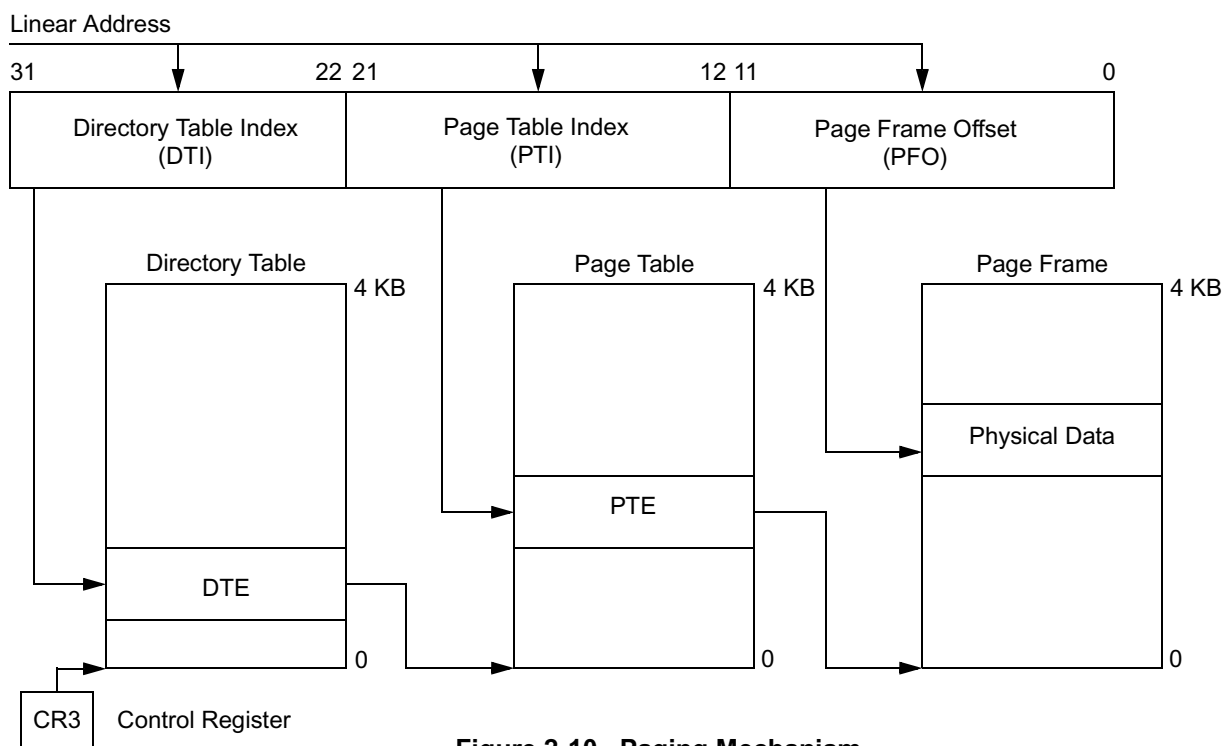 Linear Address
31 22 21 12 11 0
Directory Table Index
(DTI)
Page Table Index
(PTI)
Page Frame Offset
(PFO)
Directory Table
4 KB
DTE
0
Page Table
4 KB
PTE
0
Page Frame
4 KB
Physical Data
0
CR3
Control Register
Figure 2-10. Paging Mechanism